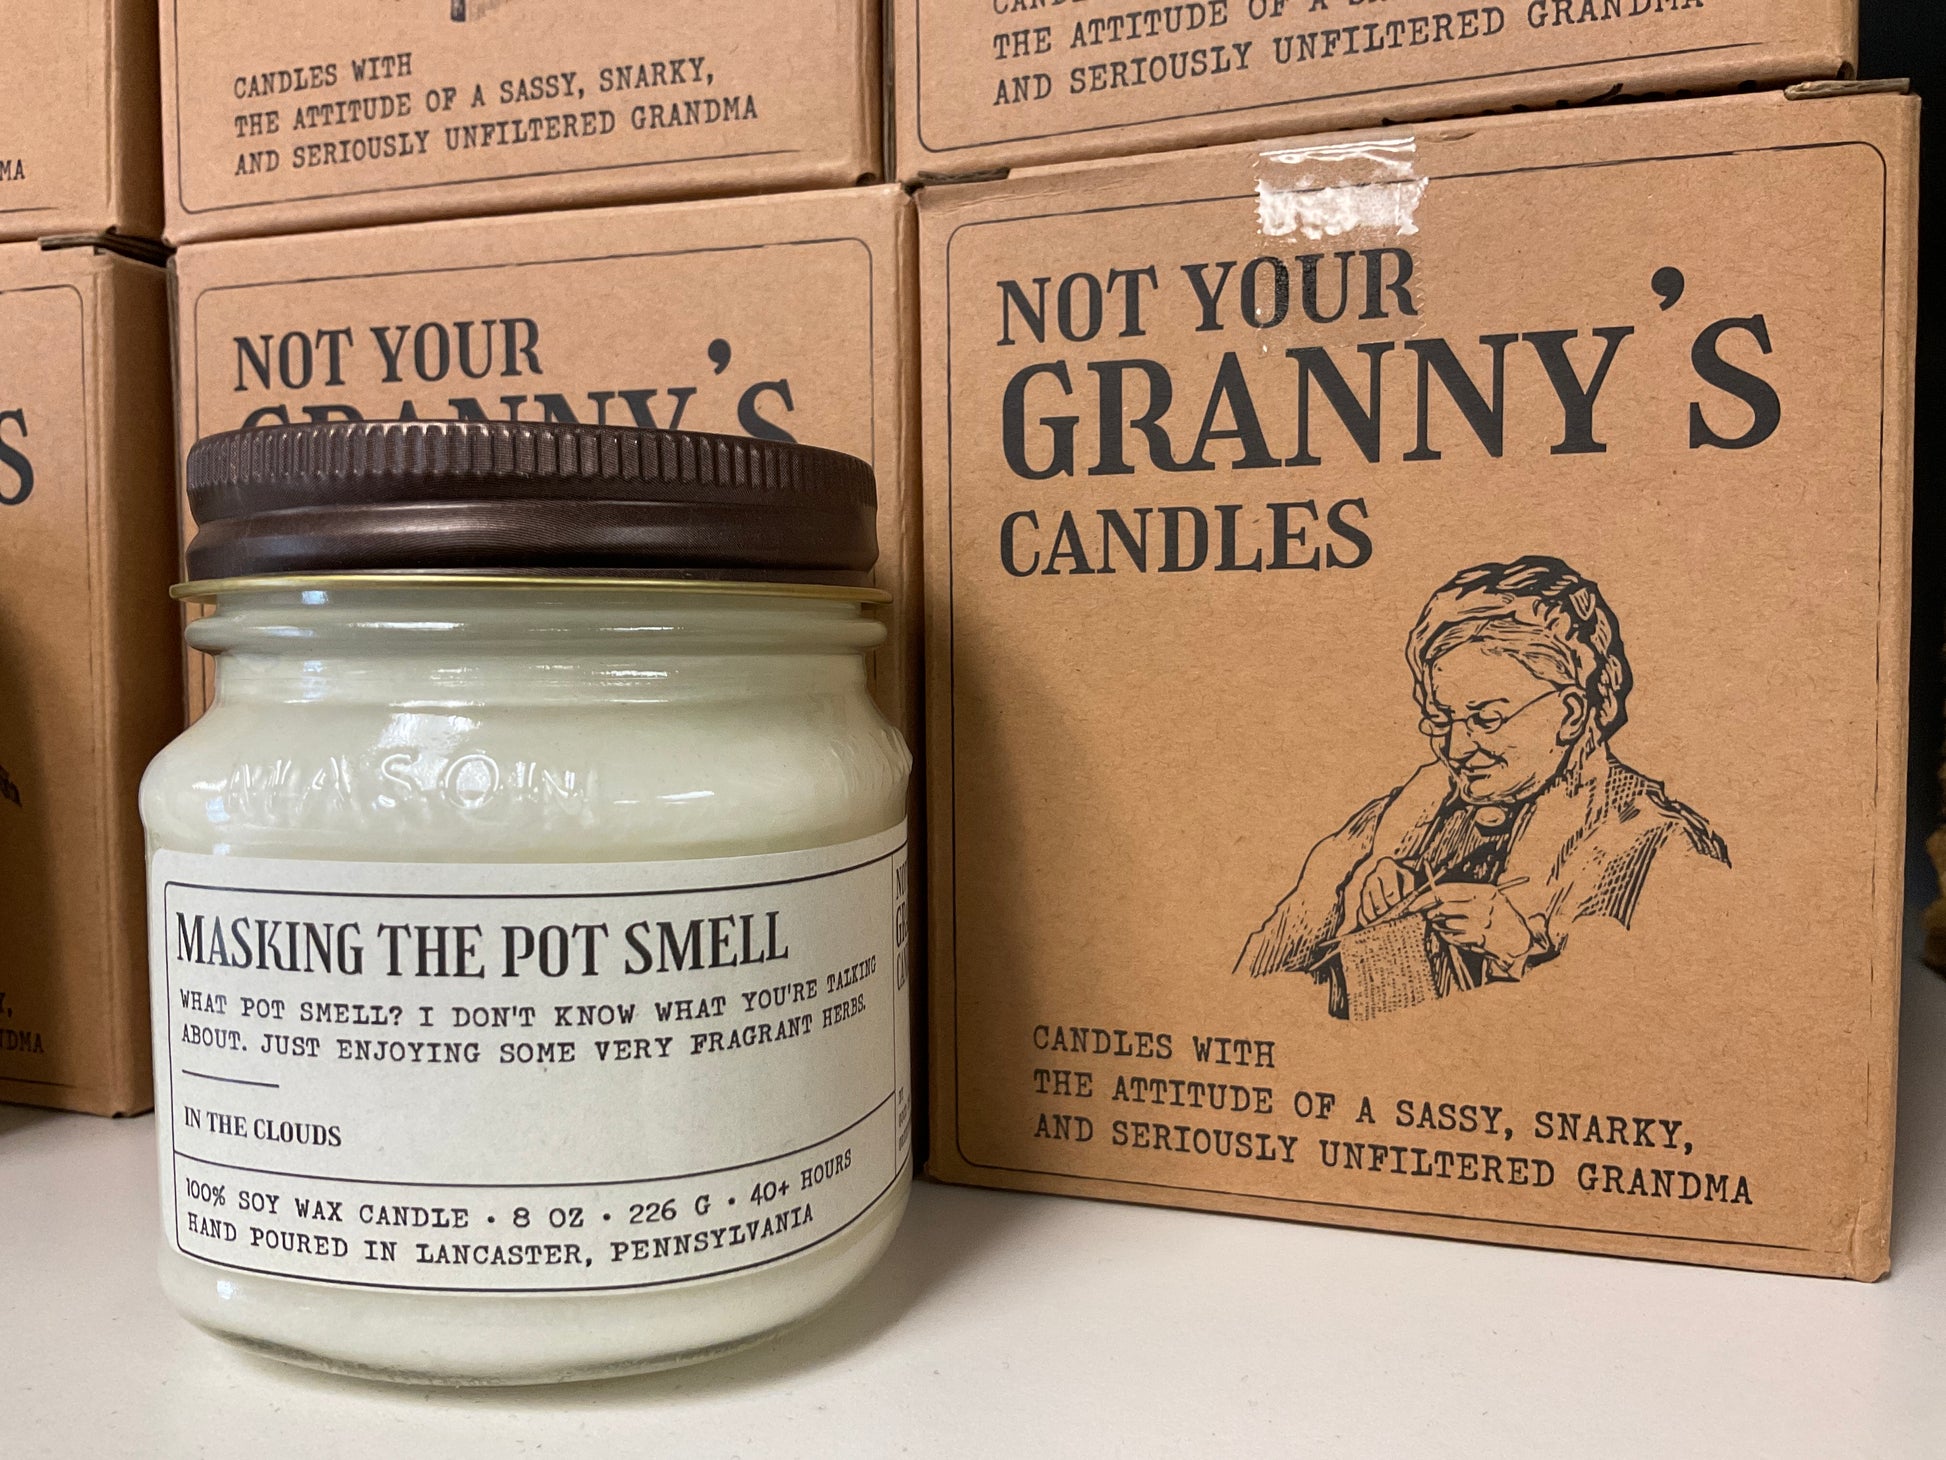 CANDLES WITH
THE ATTITUDE OF A SASSY, SNARKY,
AND SERIOUSLY UNFILTERED GRANDMA
THE ATTITUDE OF A
AND SERIOUSLY UNFILTERED GRANDMA
NOT YOUR
GRANNY'S
NOT YOUR
GRANNY'S
CANDLES
CANDLES WITH
THE ATTITUDE OF A SASSY, SNARKY,
AND SERIOUSLY UNFILTERED GRANDMA
MASON
MASKING THE POT SMELL
WHAT POT SMELL? I DON'T KNOW WHAT YOU'RE TALKING
ABOUT. JUST ENJOYING SOME VERY FRAGRANT HERBS.
IN THE CLOUDS
100% SOY WAX CANDLE • 8 OZ • 226 G • 40+ HOURS
HAND POURED IN LANCASTER, PENNSYLVANIA